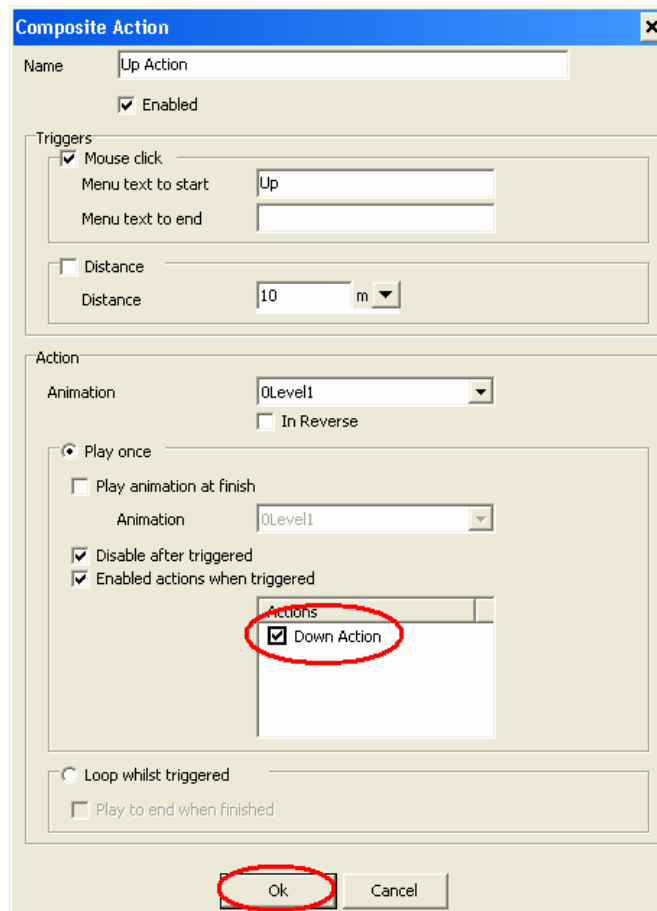 Composite Action
Name Up Action
Enabled
Triggers
Mouse click
Menu text to start Up
Menu text to end
Distance
Distance 10 m
Action
Animation 0Level1
In Reverse
Play once
Play animation at finish
Animation 0Level1
Disable after triggered
Enabled actions when triggered
Actions
Down Action
Loop whilst triggered
Play to end when finished
Ok Cancel